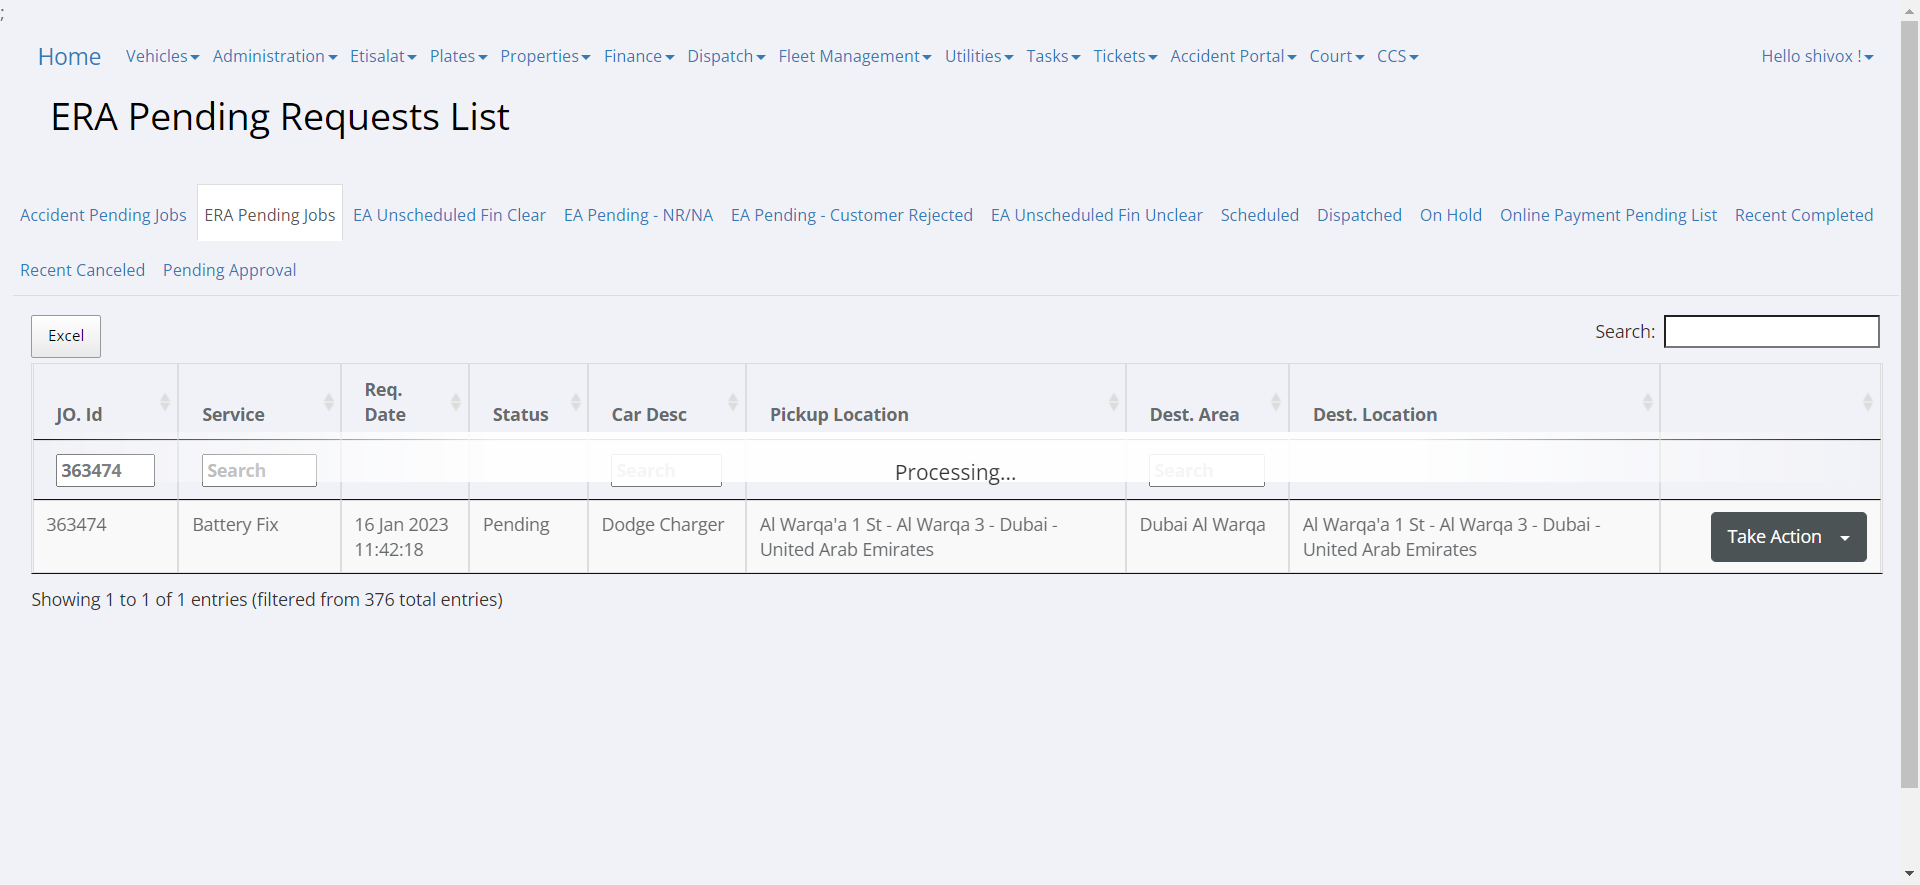 ;
Home Vehicles Administration Etisalat Plates Properties Finance Dispatch Fleet Management Utilities Tasks Tickets Accident Portal Court CCS Hello shivox !
ERA Pending Requests List
Accident Pending Jobs ERA Pending Jobs EA Unscheduled Fin Clear EA Pending - NR/NA EA Pending - Customer Rejected EA Unscheduled Fin Unclear Scheduled Dispatched On Hold Online Payment Pending List Recent Completed
Recent Canceled Pending Approval
Excel Search:
JO. Id Service Req. Date Status Car Desc Pickup Location Dest. Area Dest. Location
363474 Search Search Processing... Search
363474 Battery Fix 16 Jan 2023 Pending Dodge Charger Al Warqa'a 1 St - Al Warqa 3 - Dubai - Dubai Al Warqa Al Warqa'a 1 St - Al Warqa 3 - Dubai - Take Action
11:42:18 United Arab Emirates United Arab Emirates
Showing 1 to 1 of 1 entries (filtered from 376 total entries)